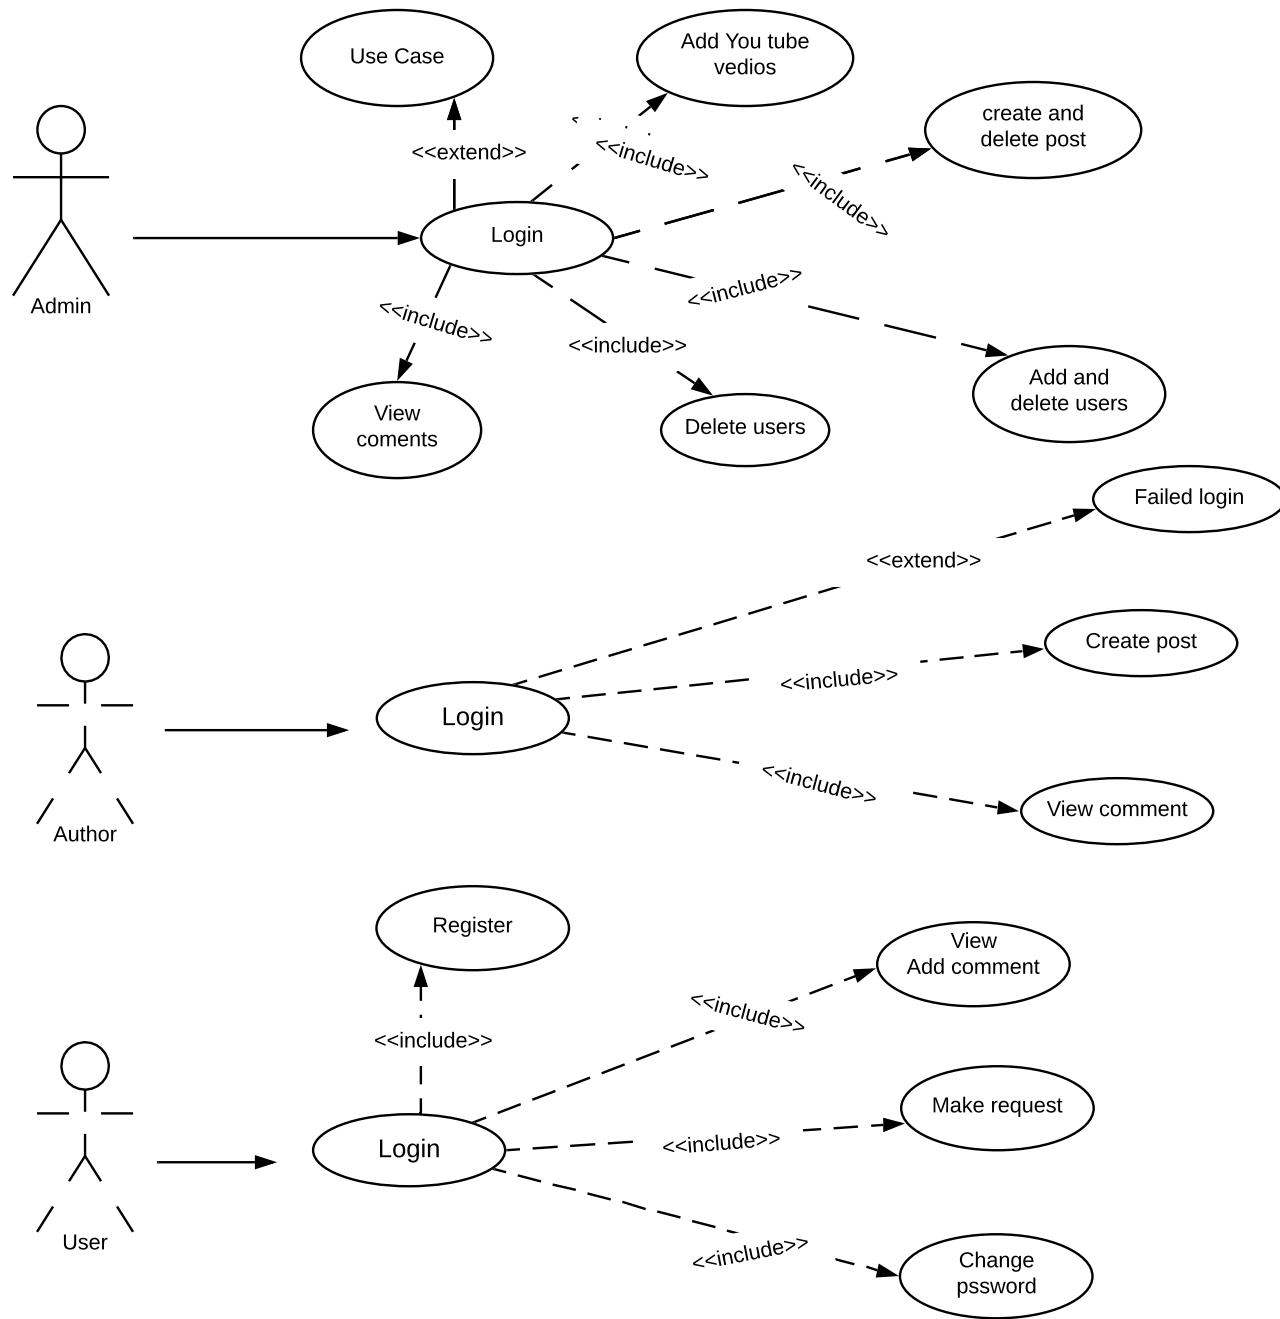 Use Case
Add You tube
vedios
create and
delete post
<<extend>>
<<include>>
<<include>>
Login
Admin
<<include>>
<<include>>
<<include>>
Add and
delete users
View
coments
Delete users
Failed login
<<extend>>
Create post
<<include>>
Login
<<include>>
View comment
Author
Register
View
Add comment
<<include>>
<<include>>
Make request
Login
<<include>>
User
<<include>>
Change
pssword